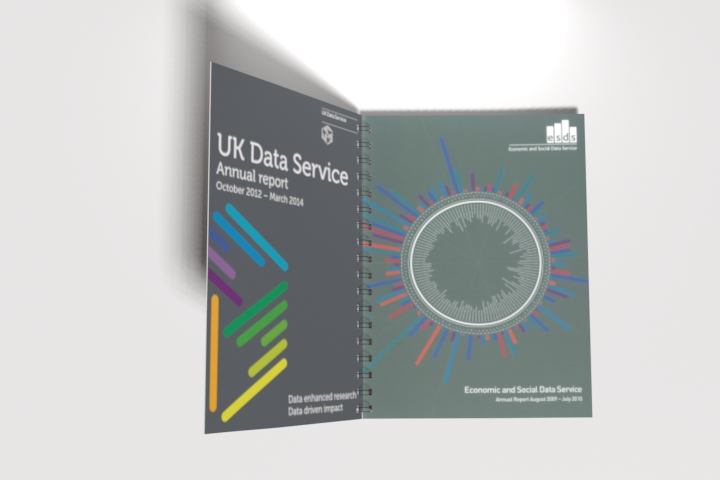 UK Data Service
UK Data Service
Annual report
October 2012 – March 2014
Data enhanced research
Data driven impact
esds
Economic and Social Data Service
Economic and Social Data Service
Annual Report August 2009 – July 2010